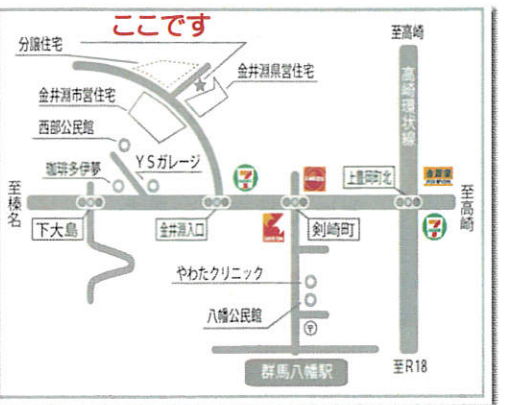 ここです
分譲住宅
至高崎
高崎環状線
金井淵県営住宅
金井淵市営住宅
西部公民館
YSガレージ
珈琲多伊夢
上豊岡町北
至榛名
至高崎
下大島
金井淵入口
剣崎町
やわたクリニック
八幡公民館
群馬八幡駅
至R18